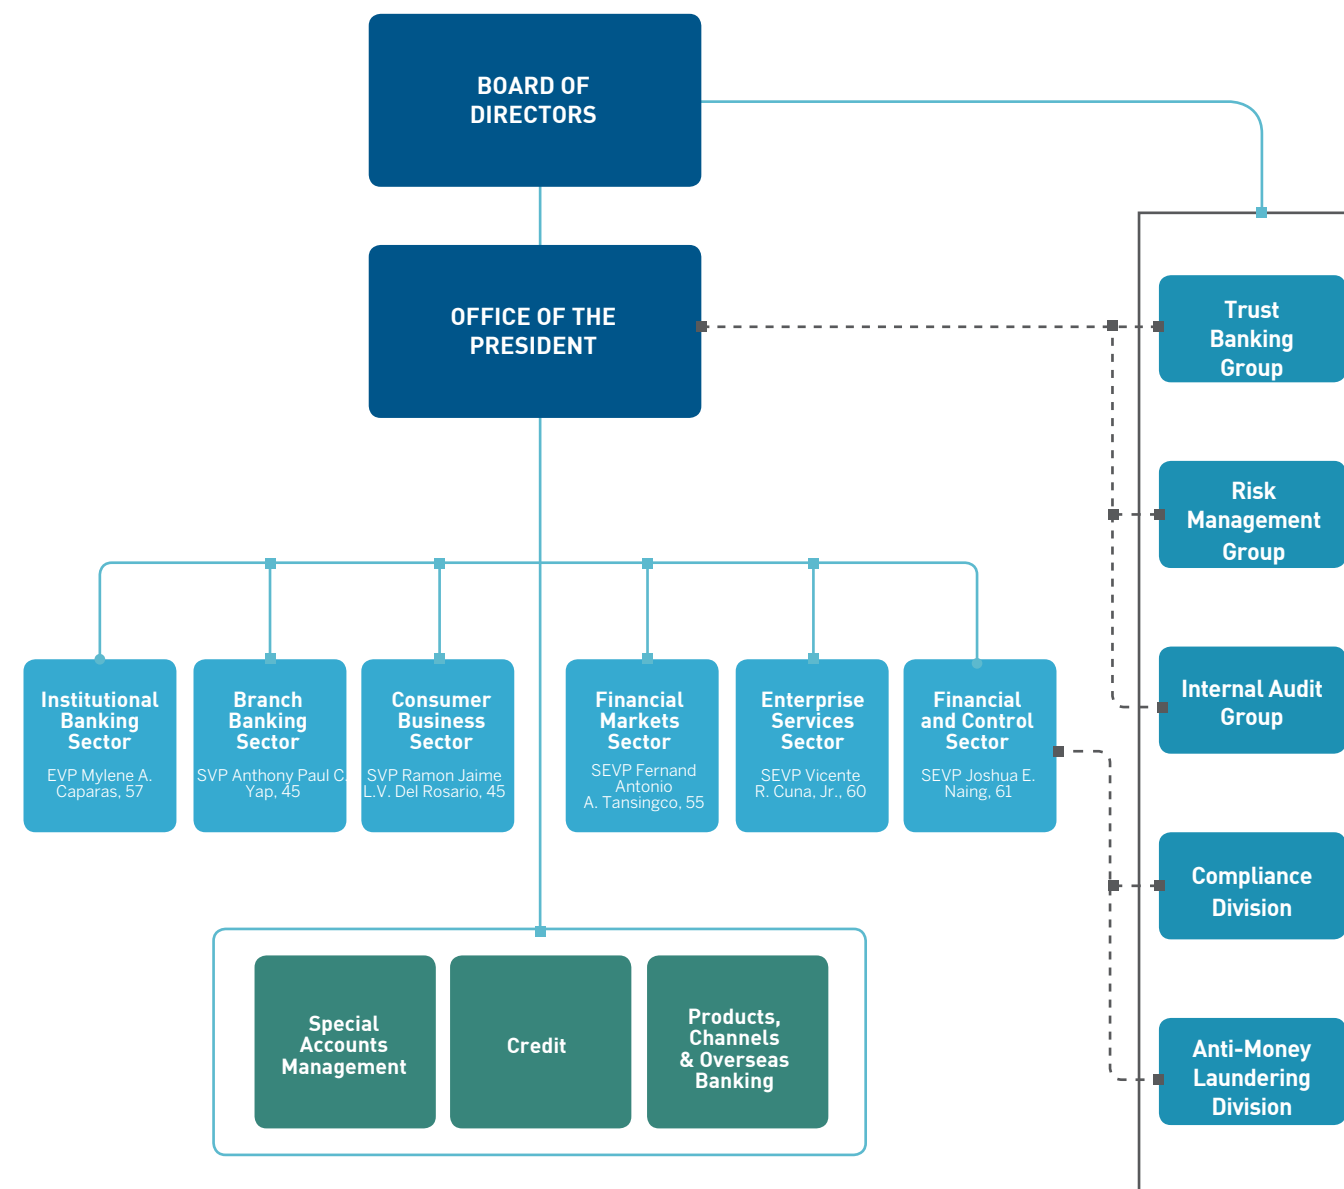 BOARD OF
DIRECTORS
OFFICE OF THE
PRESIDENT
Trust
Banking
Group
Risk
Management
Group
Internal Audit
Group
Compliance
Division
Anti-Money
Laundering
Division
Institutional
Banking
Sector
EVP Mylene A.
Caparas, 57
Branch
Banking
Sector
SVP Anthony Paul C.
Yap, 45
Consumer
Business
Sector
SVP Ramon Jaime
L.V. Del Rosario, 45
Financial
Markets
Sector
SEVP Fernand
Antonio
A. Tansingco, 55
Enterprise
Services
Sector
SEVP Vicente
R. Cuna, Jr., 60
Financial
and Control
Sector
SEVP Joshua E.
Naing, 61
Special
Accounts
Management
Credit
Products,
Channels
& Overseas
Banking